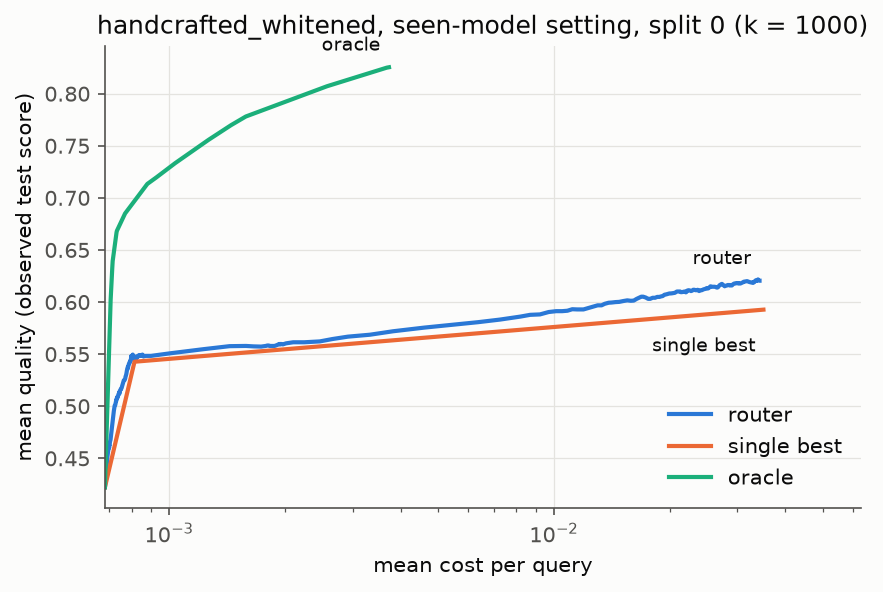 handcrafted_whitened, seen-model setting, split 0 (k = 1000)
oracle
0.80
0.75
0.70
0.65
0.60
0.55
0.50
0.45
mean quality (observed test score)
router
single best
router
single best
oracle
10⁻³
10⁻²
mean cost per query